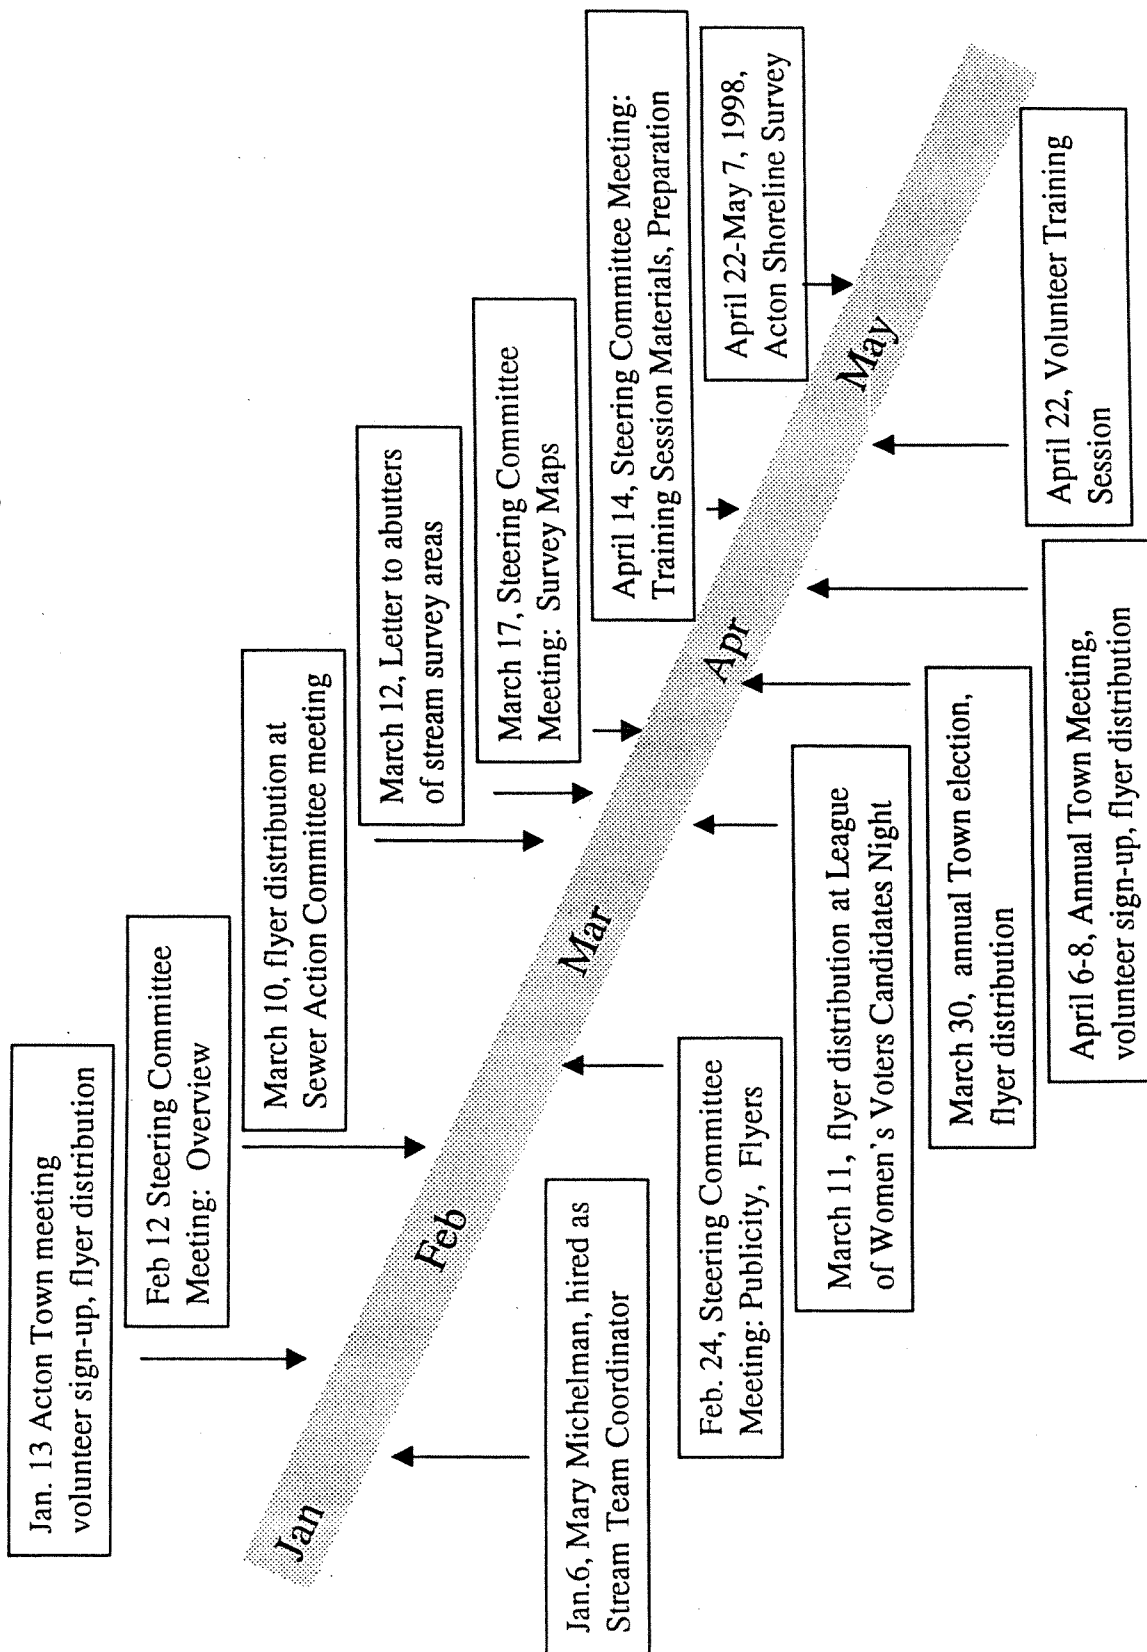 Jan. 13 Acton Town meeting
volunteer sign-up, flyer distribution
Feb 12 Steering Committee
Meeting: Overview
March 10, flyer distribution at
Sewer Action Committee meeting
March 12, Letter to abutters
of stream survey areas
March 17, Steering Committee
Meeting: Survey Maps
April 14, Steering Committee Meeting:
Training Session Materials, Preparation
April 22-May 7, 1998,
Acton Shoreline Survey
Jan
Feb
Mar
Apr
May
Jan.6, Mary Michelman, hired as
Stream Team Coordinator
Feb. 24, Steering Committee
Meeting: Publicity, Flyers
March 11, flyer distribution at League
of Women's Voters Candidates Night
March 30, annual Town election,
flyer distribution
April 6-8, Annual Town Meeting,
volunteer sign-up, flyer distribution
April 22, Volunteer Training
Session